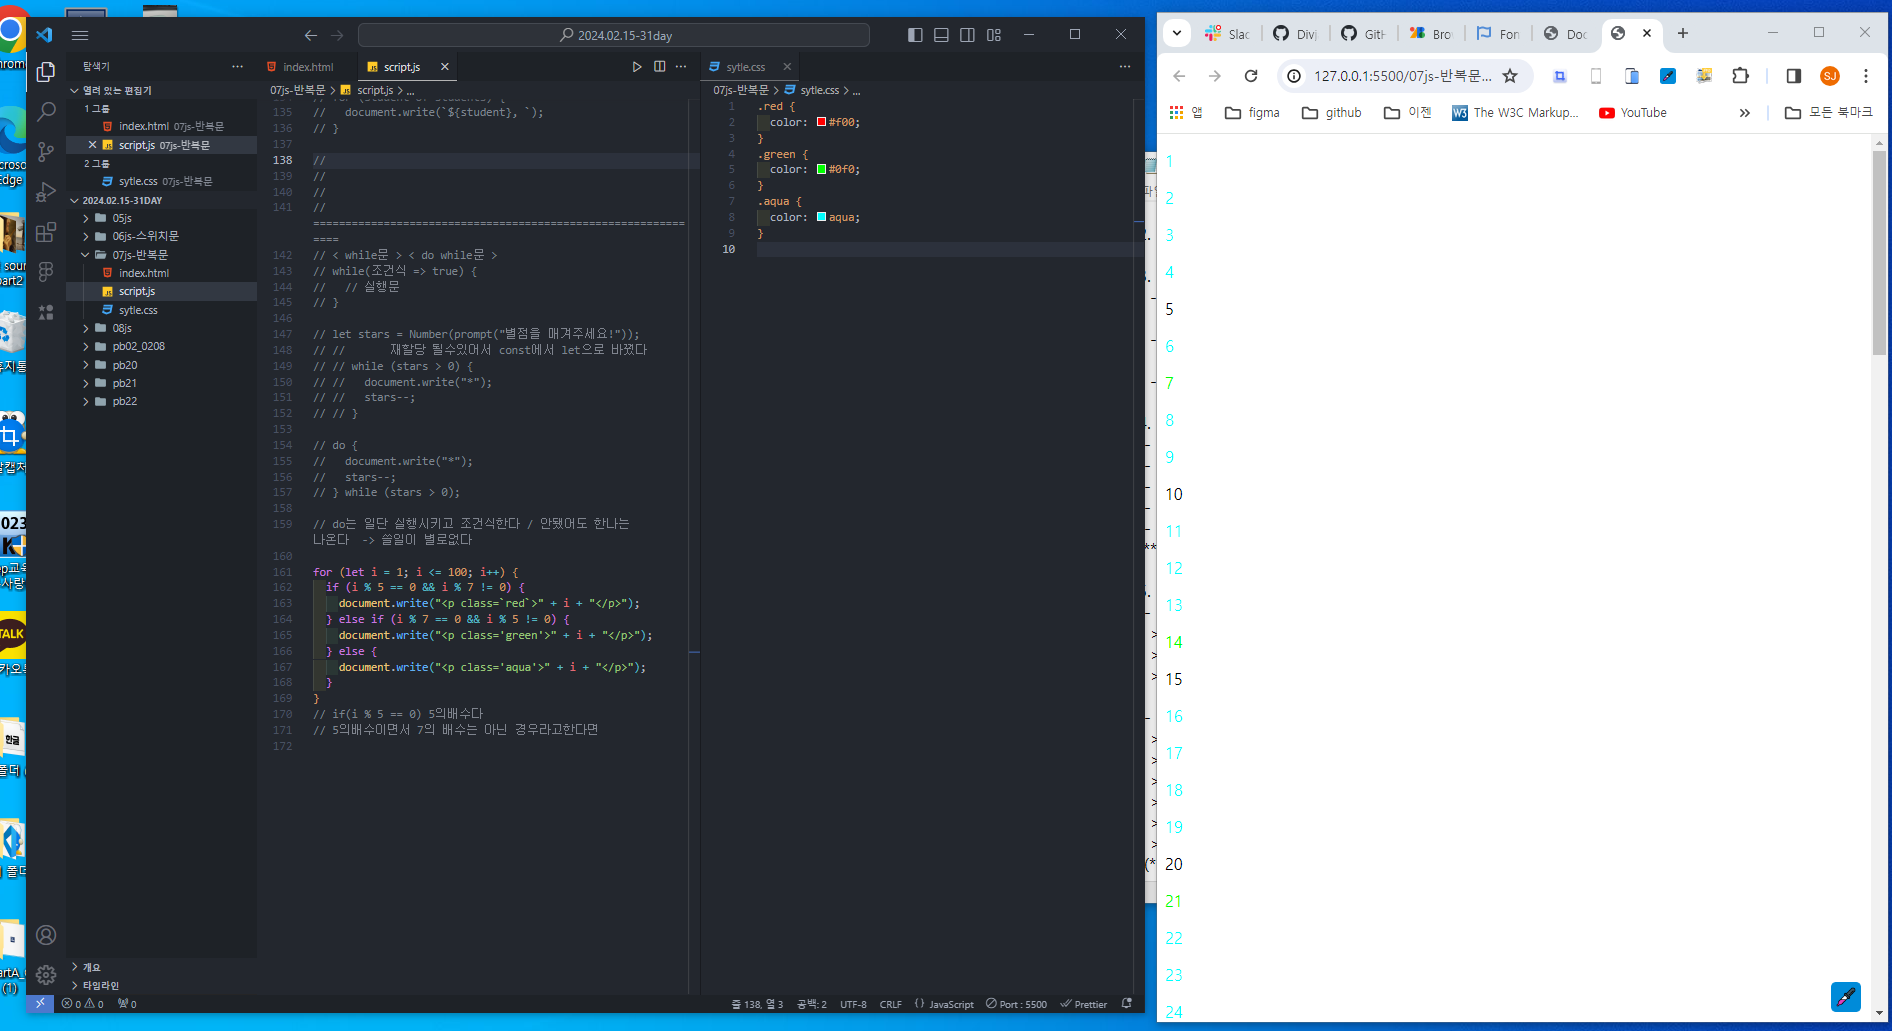 2024.02.15-31day
탐색기
열려 있는 편집기
1 그룹
index.html 07js-반복문
script.js 07js-반복문
2 그룹
sytle.css 07js-반복문
2024.02.15-31DAY
05js
06js-스위치문
07js-반복문
index.html
script.js
sytle.css
08js
pb02_0208
pb20
pb21
pb22
개요
타임라인
index.html
script.js
07js-반복문 > script.js > ...
135 //   document.write(`${student}, `);
136 // }
137
138 //
139 //
140 //
141 //
==========================================================
====
142 // < while문 > < do while문 >
143 // while(조건식 => true) {
144 //   // 실행문
145 // }
146
147 // let stars = Number(prompt("별점을 매겨주세요!"));
148 // //       재할당 될수있어서 const에서 let으로 바꼈다
149 // // while (stars > 0) {
150 // //   document.write("*");
151 // //   stars--;
152 // // }
153
154 // do {
155 //   document.write("*");
156 //   stars--;
157 // } while (stars > 0);
158
159 // do는 일단 실행시키고 조건식한다 / 안됐어도 한나는
나온다  -> 쓸일이 별로없다
160
161 for (let i = 1; i <= 100; i++) {
162   if (i % 5 == 0 && i % 7 != 0) {
163     document.write("<p class=`red`>" + i + "</p>");
164   } else if (i % 7 == 0 && i % 5 != 0) {
165     document.write("<p class='green'>" + i + "</p>");
166   } else {
167     document.write("<p class='aqua'>" + i + "</p>");
168   }
169 }
170 // if(i % 5 == 0) 5의배수다
171 // 5의배수이면서 7의 배수는 아닌 경우라고한다면
172
sytle.css
07js-반복문 > sytle.css > ...
1 .red {
2   color: #f00;
3 }
4 .green {
5   color: #0f0;
6 }
7 .aqua {
8   color: aqua;
9 }
10
0 0 0
줄 138, 열 3
공백: 2
UTF-8
CRLF
{} JavaScript
Port : 5500
Prettier
Slac
Divj
GitH
Bro
Fon
Doc
127.0.0.1:5500/07js-반복문...
SJ
앱
figma
github
이젠
The W3C Markup...
YouTube
모든 북마크
1
2
3
4
5
6
7
8
9
10
11
12
13
14
15
16
17
18
19
20
21
22
23
24